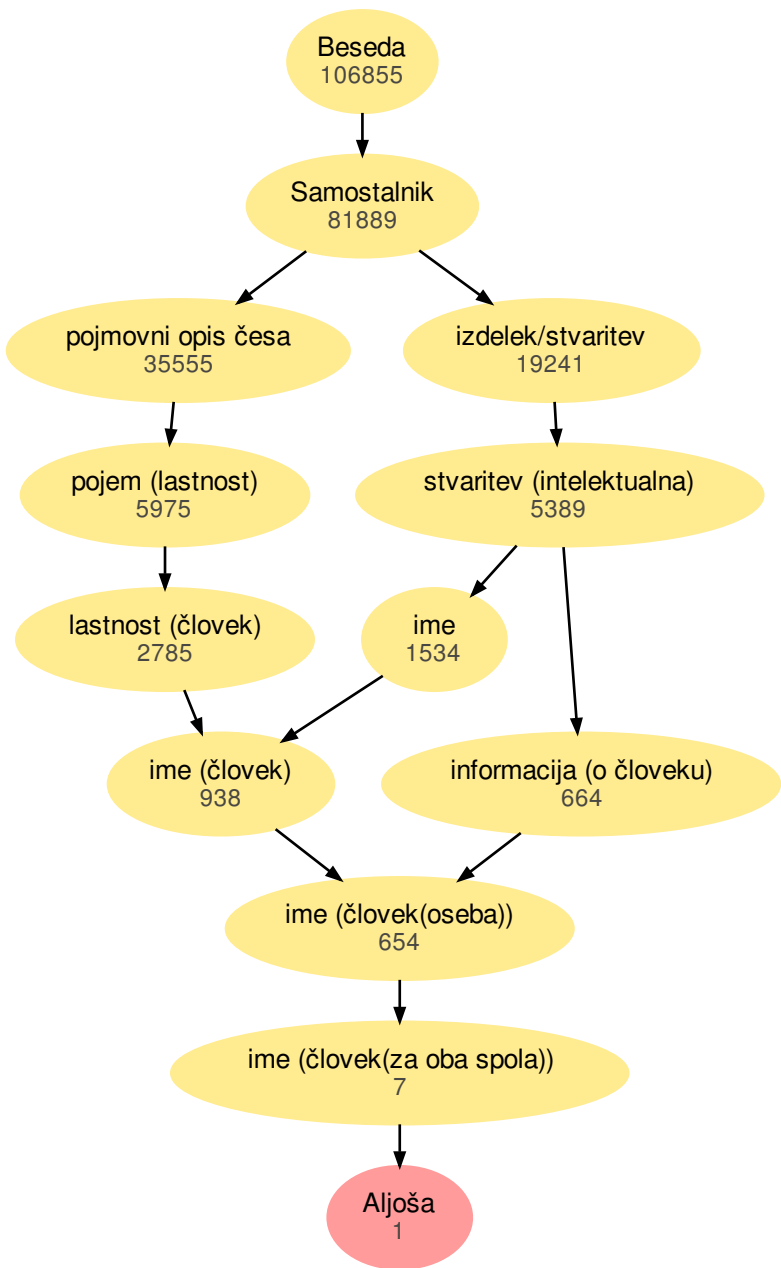 Beseda
106855
Samostalnik
81889
pojmovni opis česa
35555
izdelek/stvaritev
19241
pojem (lastnost)
5975
stvaritev (intelektualna)
5389
lastnost (človek)
2785
ime
1534
ime (človek)
938
informacija (o človeku)
664
ime (človek(oseba))
654
ime (človek(za oba spola))
7
Aljoša
1